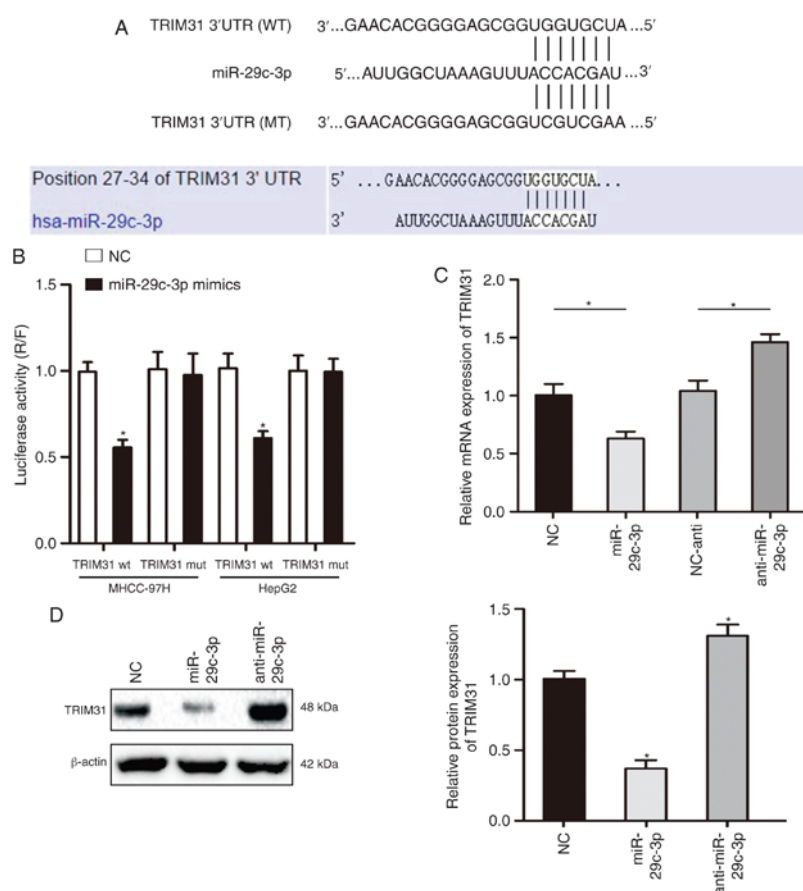 A
TRIM31 3'UTR (WT) 3'...GAACACGGGGAGCGGUGGUGCUA ...5'
miR-29c-3p 5'...AUUGGCUAAAGUUUACCACGAU...3'
TRIM31 3'UTR (MT) 3'...GAACACGGGGAGCGGUCGUCGAA ...5'
Position 27-34 of TRIM31 3' UTR 5' ...GAACACGGGGAGCGGUGGUGCUA...
hsa-miR-29c-3p 3' AUUGGCUAAAGUUUACCACGAU
B
NC
miR-29c-3p mimics
Luciferase activity (R/F)
1.5
1.0
0.5
0.0
* *
TRIM31 wt TRIM31 mut TRIM31 wt TRIM31 mut
MHCC-97H HepG2
C
Relative mRNA expression of TRIM31
2.0
1.5
1.0
0.5
0.0
* *
NC
miR-
29c-3p
NC-anti
anti-miR-
29c-3p
D
NC
miR-
29c-3p
anti-miR-
29c-3p
TRIM31 48 kDa
β-actin 42 kDa
Relative protein expression
of TRIM31
1.5
1.0
0.5
0.0
* *
NC
miR-
29c-3p
anti-miR-
29c-3p